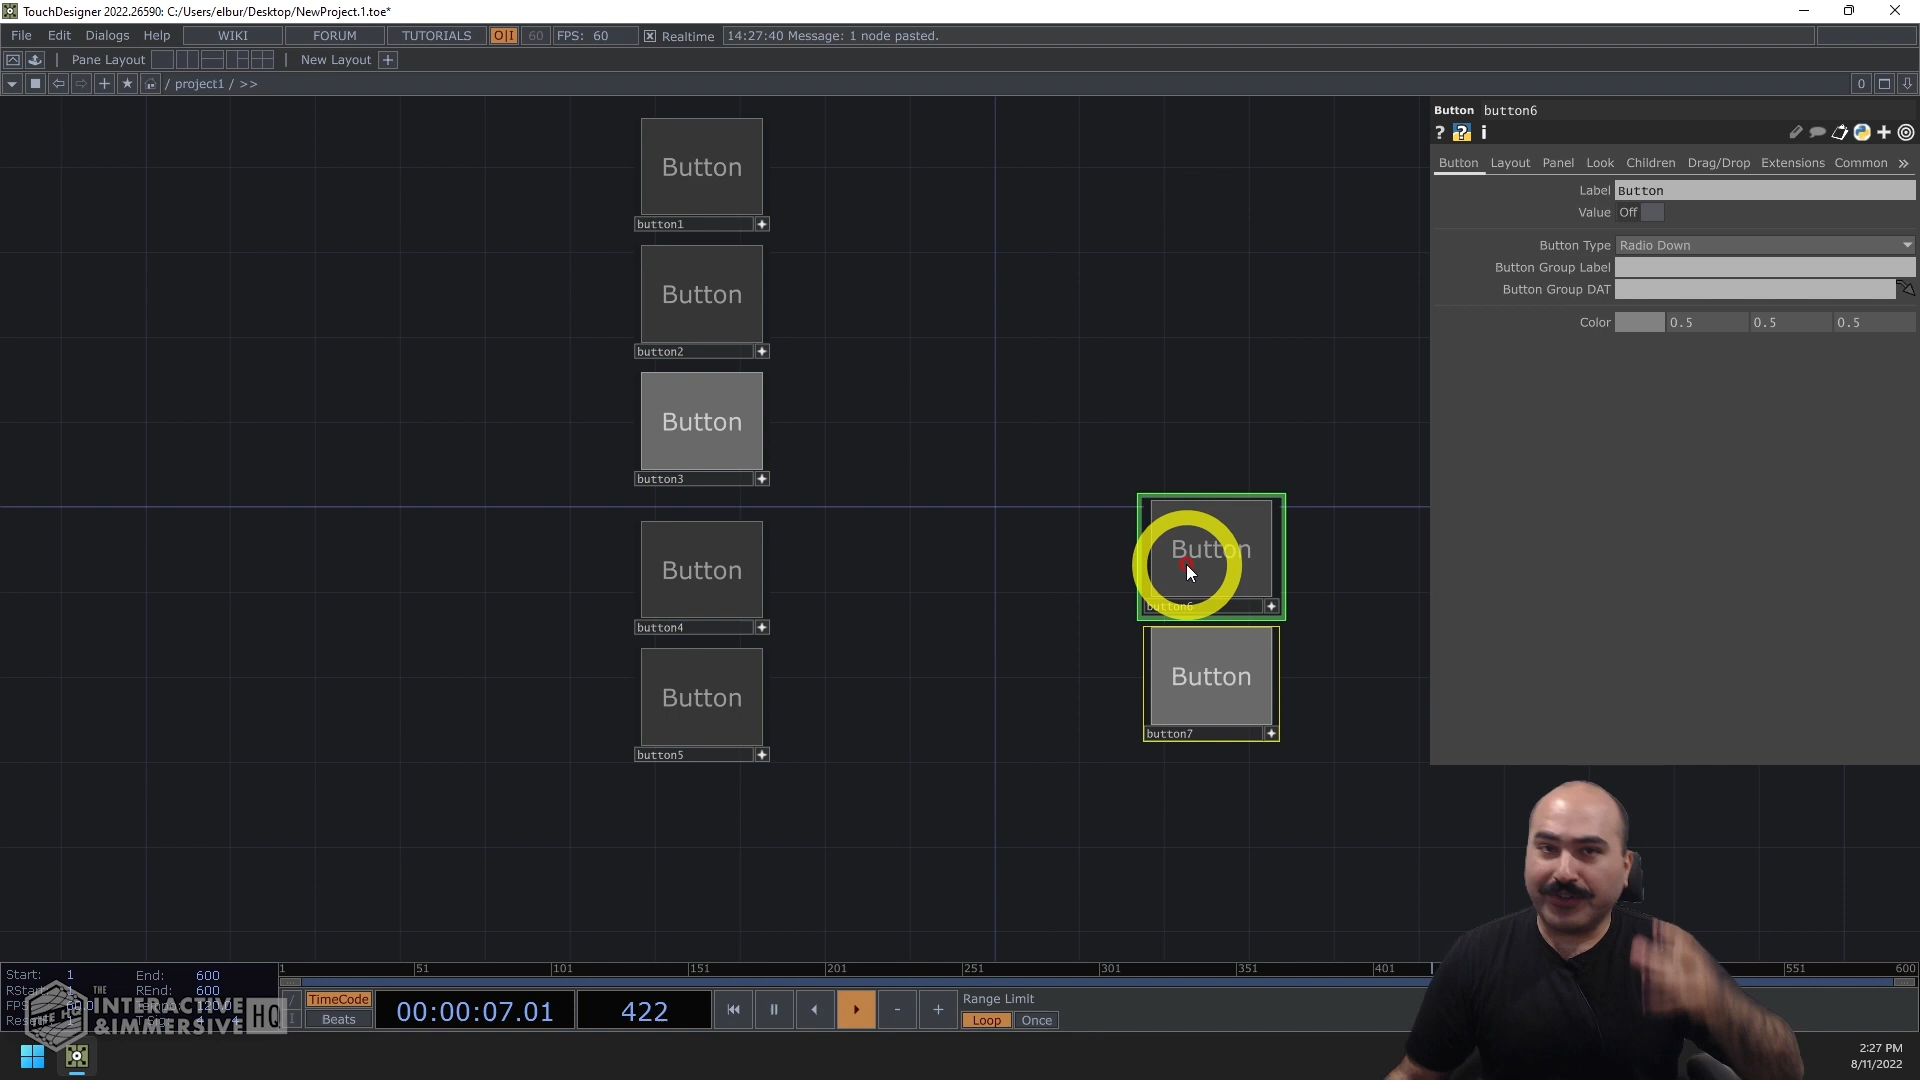 TouchDesigner 2022.26590: C:/Users/elbur/Desktop/NewProject.1.toe*
File Edit Dialogs Help WIKI FORUM TUTORIALS O|I 60 FPS: 60 Realtime 14:27:40 Message: 1 node pasted.
Pane Layout New Layout +
/ project1 / >> 0
Button
button1
Button
button2
Button
button3
Button
button4
Button
button5
Button
button6
Button
button7
Button button6
? ? i
Button Layout Panel Look Children Drag/Drop Extensions Common >>
Label Button
Value Off
Button Type Radio Down
Button Group Label
Button Group DAT
Color 0.5 0.5 0.5
1 51 101 151 201 251 301 351 401 551 600
Start: 1 End: 600
RStart: REnd: 600
TimeCode
Beats
00:00:07.01
422
- +
Range Limit
Loop Once
THE
INTERACTIVE
&IMMERSIVE HQ
2:27 PM
8/11/2022